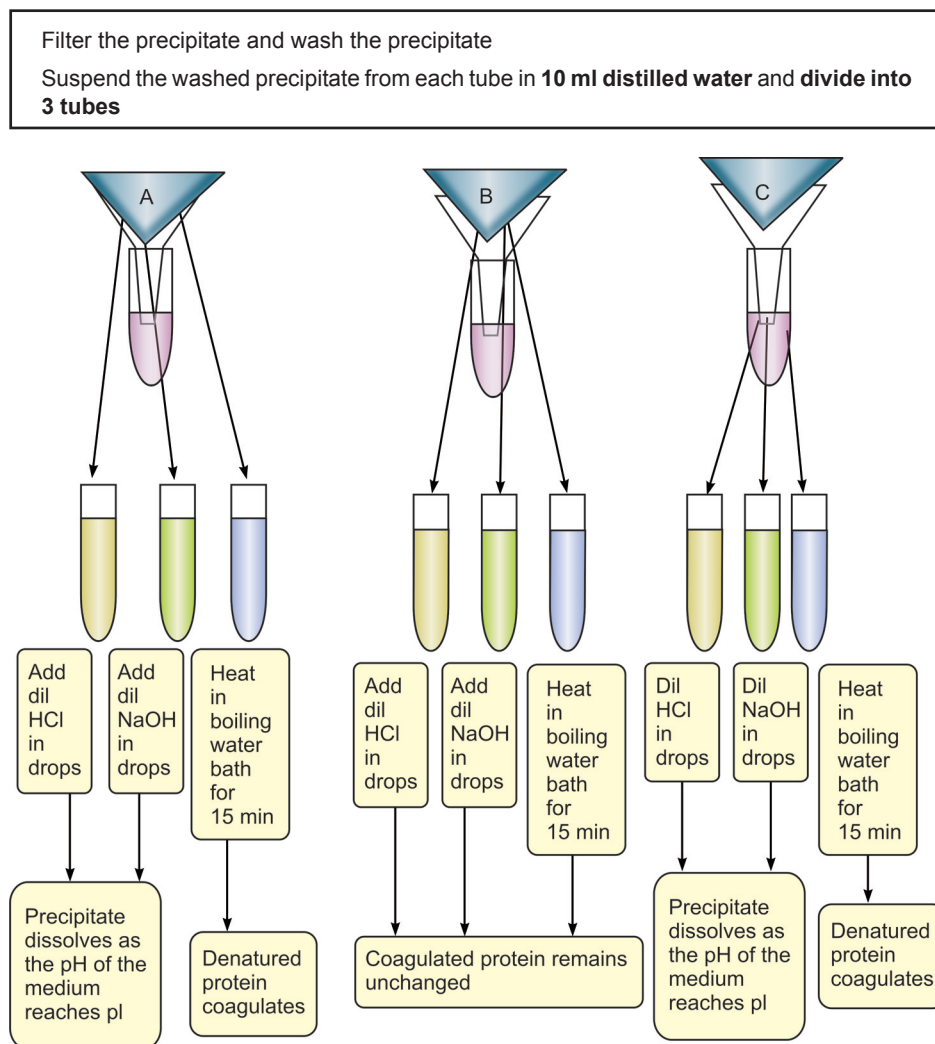 Filter the precipitate and wash the precipitate
Suspend the washed precipitate from each tube in 10 ml distilled water and divide into
3 tubes
A
B
C
Add
dil
HCl
in
drops
Add
dil
NaOH
in
drops
Heat
in
boiling
water
bath
for
15 min
Add
dil
HCl
in
drops
Add
dil
NaOH
in
drops
Heat
in
boiling
water
bath
for
15 min
Dil
HCl
in
drops
Dil
NaOH
in
drops
Heat
in
boiling
water
bath
for
15 min
Precipitate
dissolves as
the pH of the
medium
reaches pI
Denatured
protein
coagulates
Coagulated protein remains
unchanged
Precipitate
dissolves as
the pH of the
medium
reaches pI
Denatured
protein
coagulates